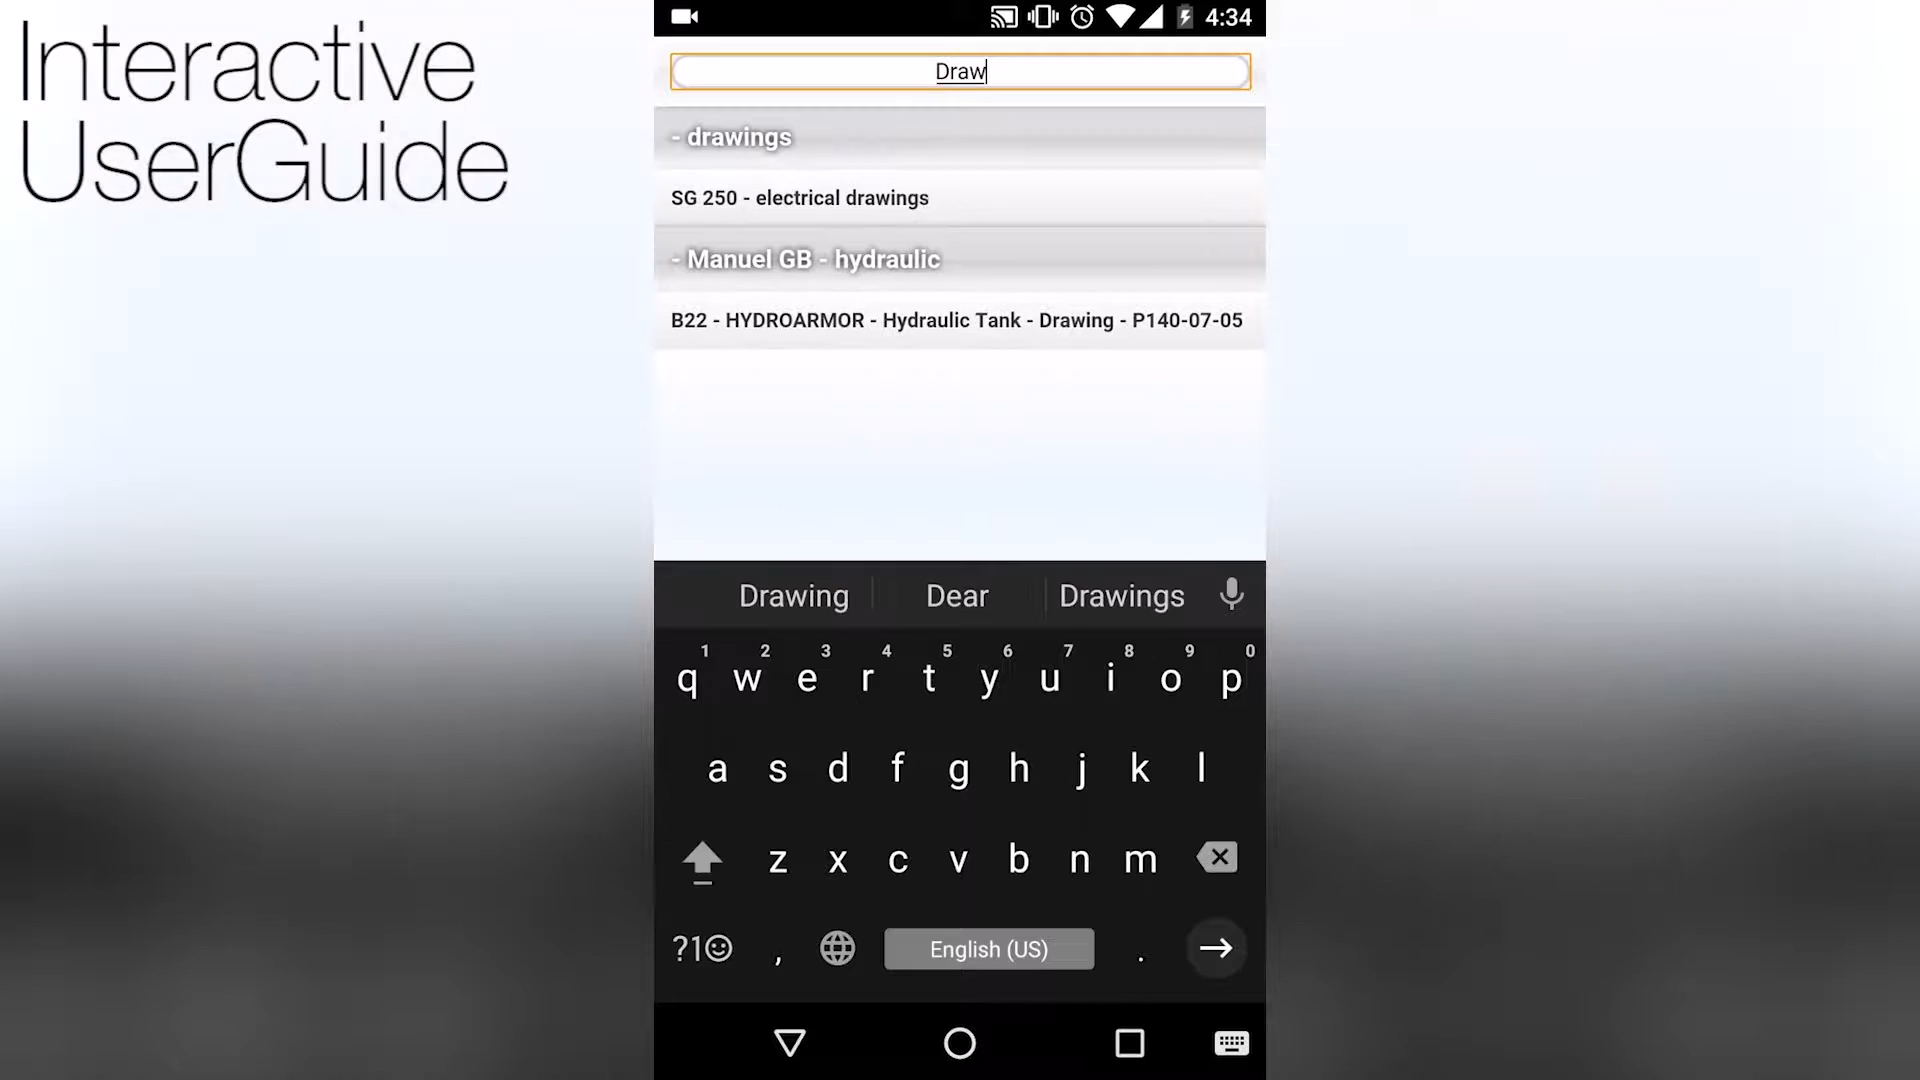 Interactive
UserGuide
4:34
Draw
- drawings
SG 250 - electrical drawings
- Manuel GB - hydraulic
B22 - HYDROARMOR - Hydraulic Tank - Drawing - P140-07-05
Drawing Dear Drawings
1 2 3 4 5 6 7 8 9 0
q w e r t y u i o p
a s d f g h j k l
z x c v b n m
?1☺ , English (US) .